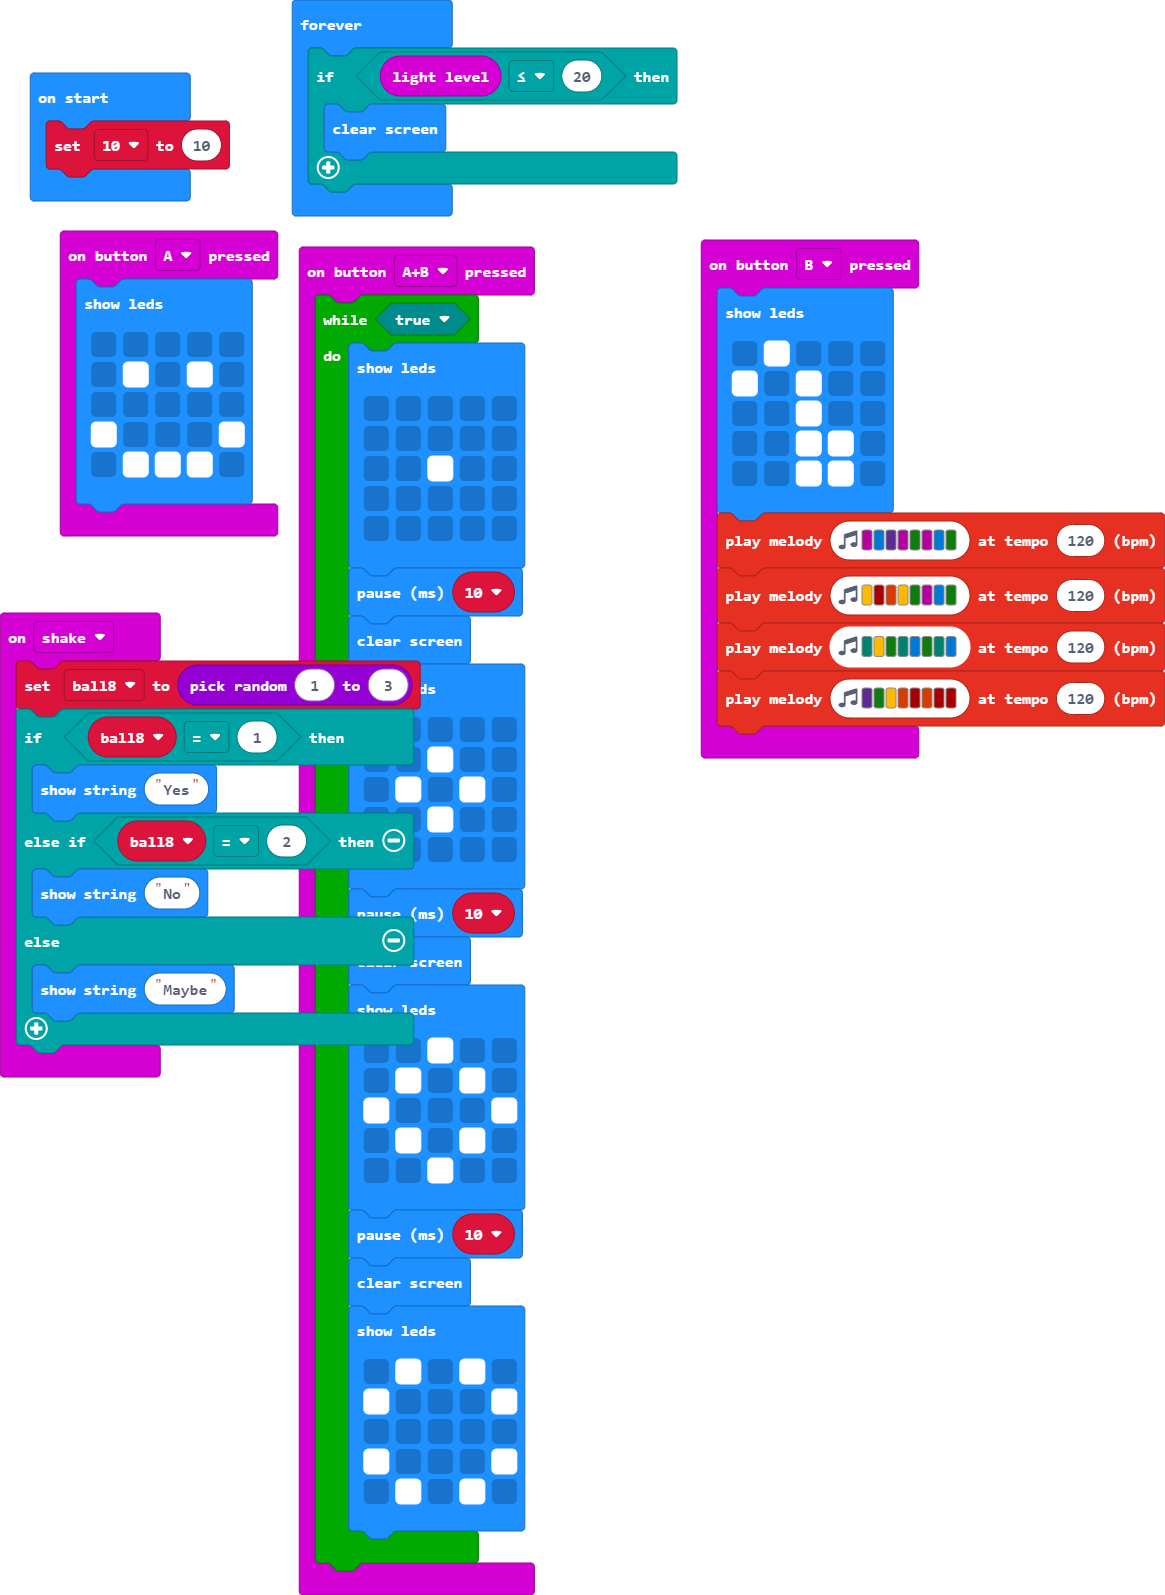 forever
if light level ≤ 20 then
clear screen
on start
set 10 to 10
on button A pressed
show leds
on button A+B pressed
while true
do
show leds
pause (ms) 10
clear screen
pause (ms) 10
screen
show leds
pause (ms) 10
clear screen
show leds
on button B pressed
show leds
play melody at tempo 120 (bpm)
play melody at tempo 120 (bpm)
play melody at tempo 120 (bpm)
play melody at tempo 120 (bpm)
on shake
set ball8 to pick random 1 to 3
if ball8 = 1 then
show string "Yes"
else if ball8 = 2 then
show string "No"
else
show string "Maybe"